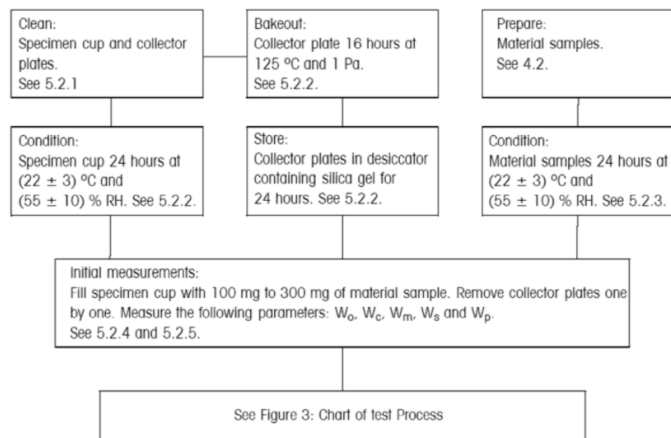 Clean:
Specimen cup and collector
plates.
See 5.2.1
Bakeout:
Collector plate 16 hours at
125 ºC and 1 Pa.
See 5.2.2.
Prepare:
Material samples.
See 4.2.
Condition:
Specimen cup 24 hours at
(22 ± 3) ºC and
(55 ± 10) % RH. See 5.2.2.
Store:
Collector plates in desiccator
containing silica gel for
24 hours. See 5.2.2.
Condition:
Material samples 24 hours at
(22 ± 3) ºC and
(55 ± 10) % RH. See 5.2.3.
Initial measurements:
Fill specimen cup with 100 mg to 300 mg of material sample. Remove collector plates one
by one. Measure the following parameters: Wo, Wc, Wm, Ws and Wp.
See 5.2.4 and 5.2.5.
See Figure 3: Chart of test Process